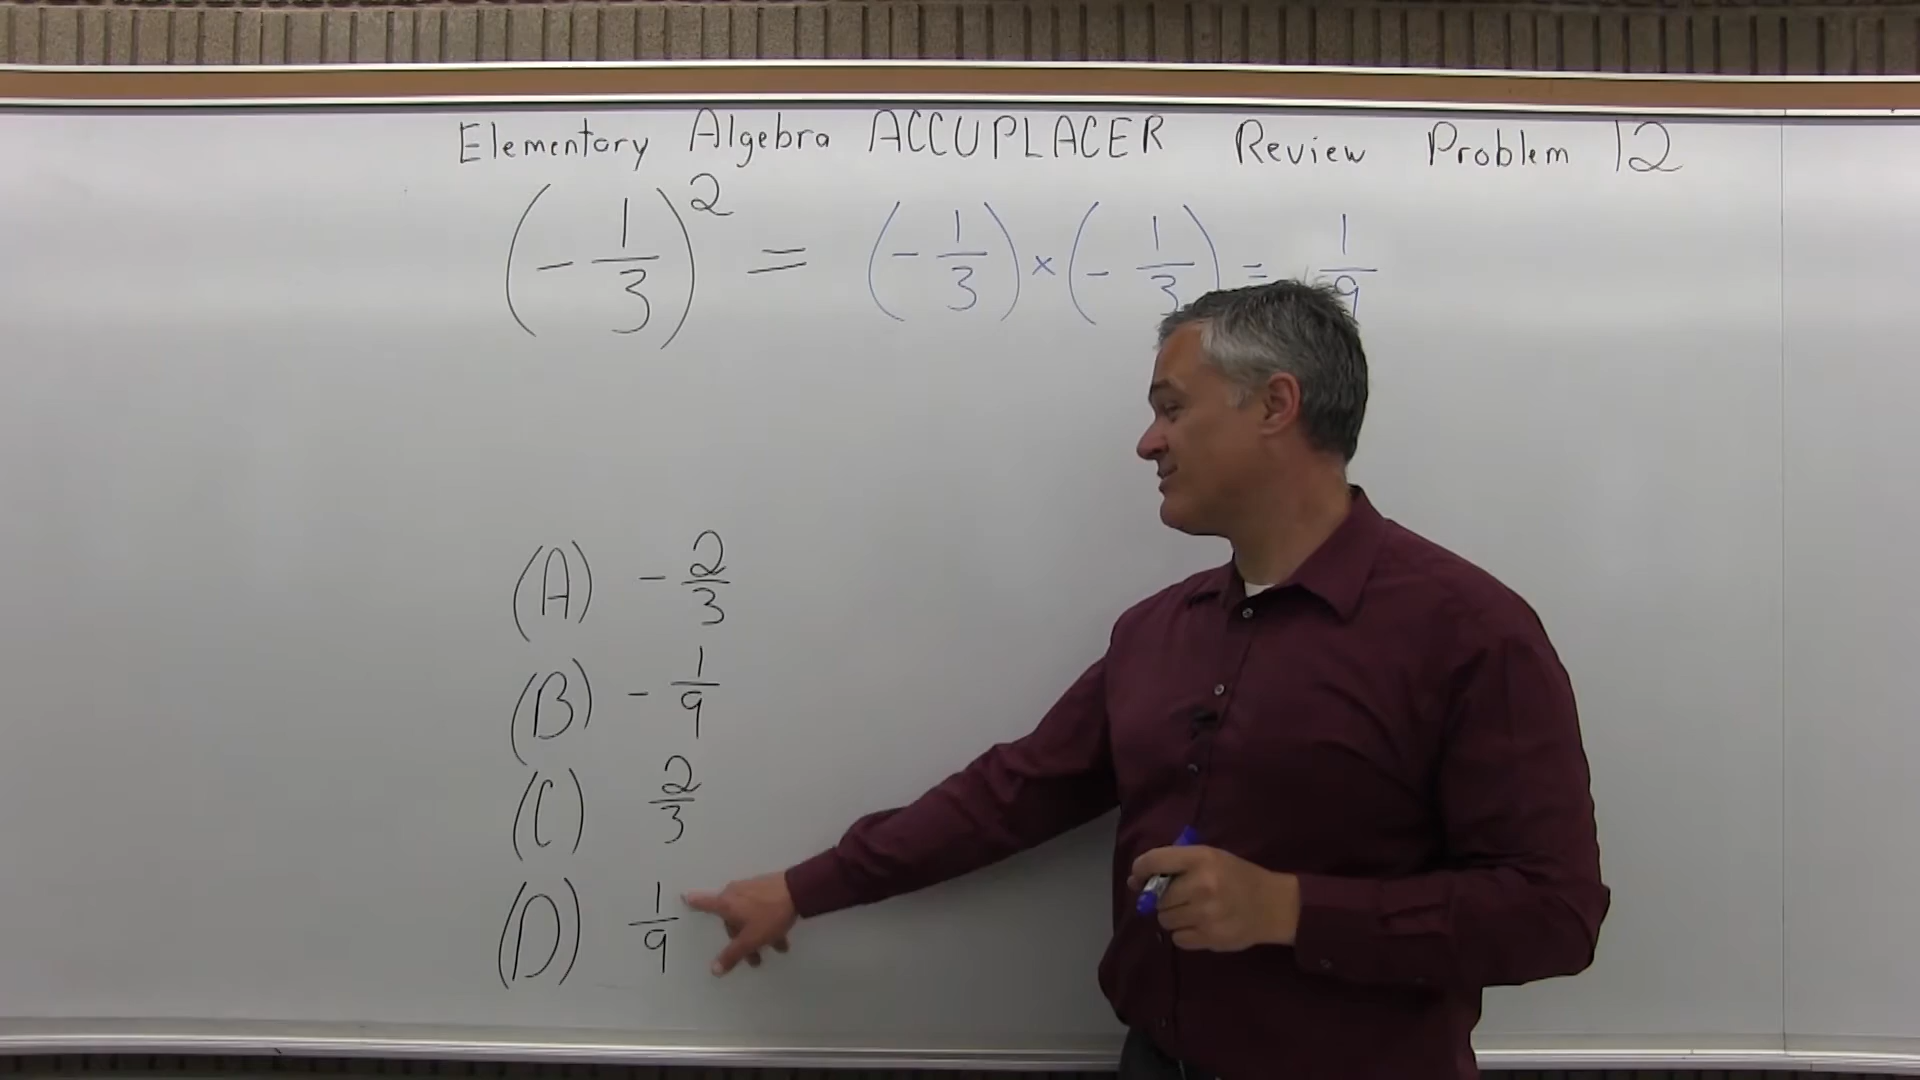 Elementary Algebra ACCUPLACER Review Problem 12
(-1/3)^2 = (-1/3) × (-1/3) = 1/9
(A) -2/3
(B) -1/9
(C) 2/3
(D) 1/9